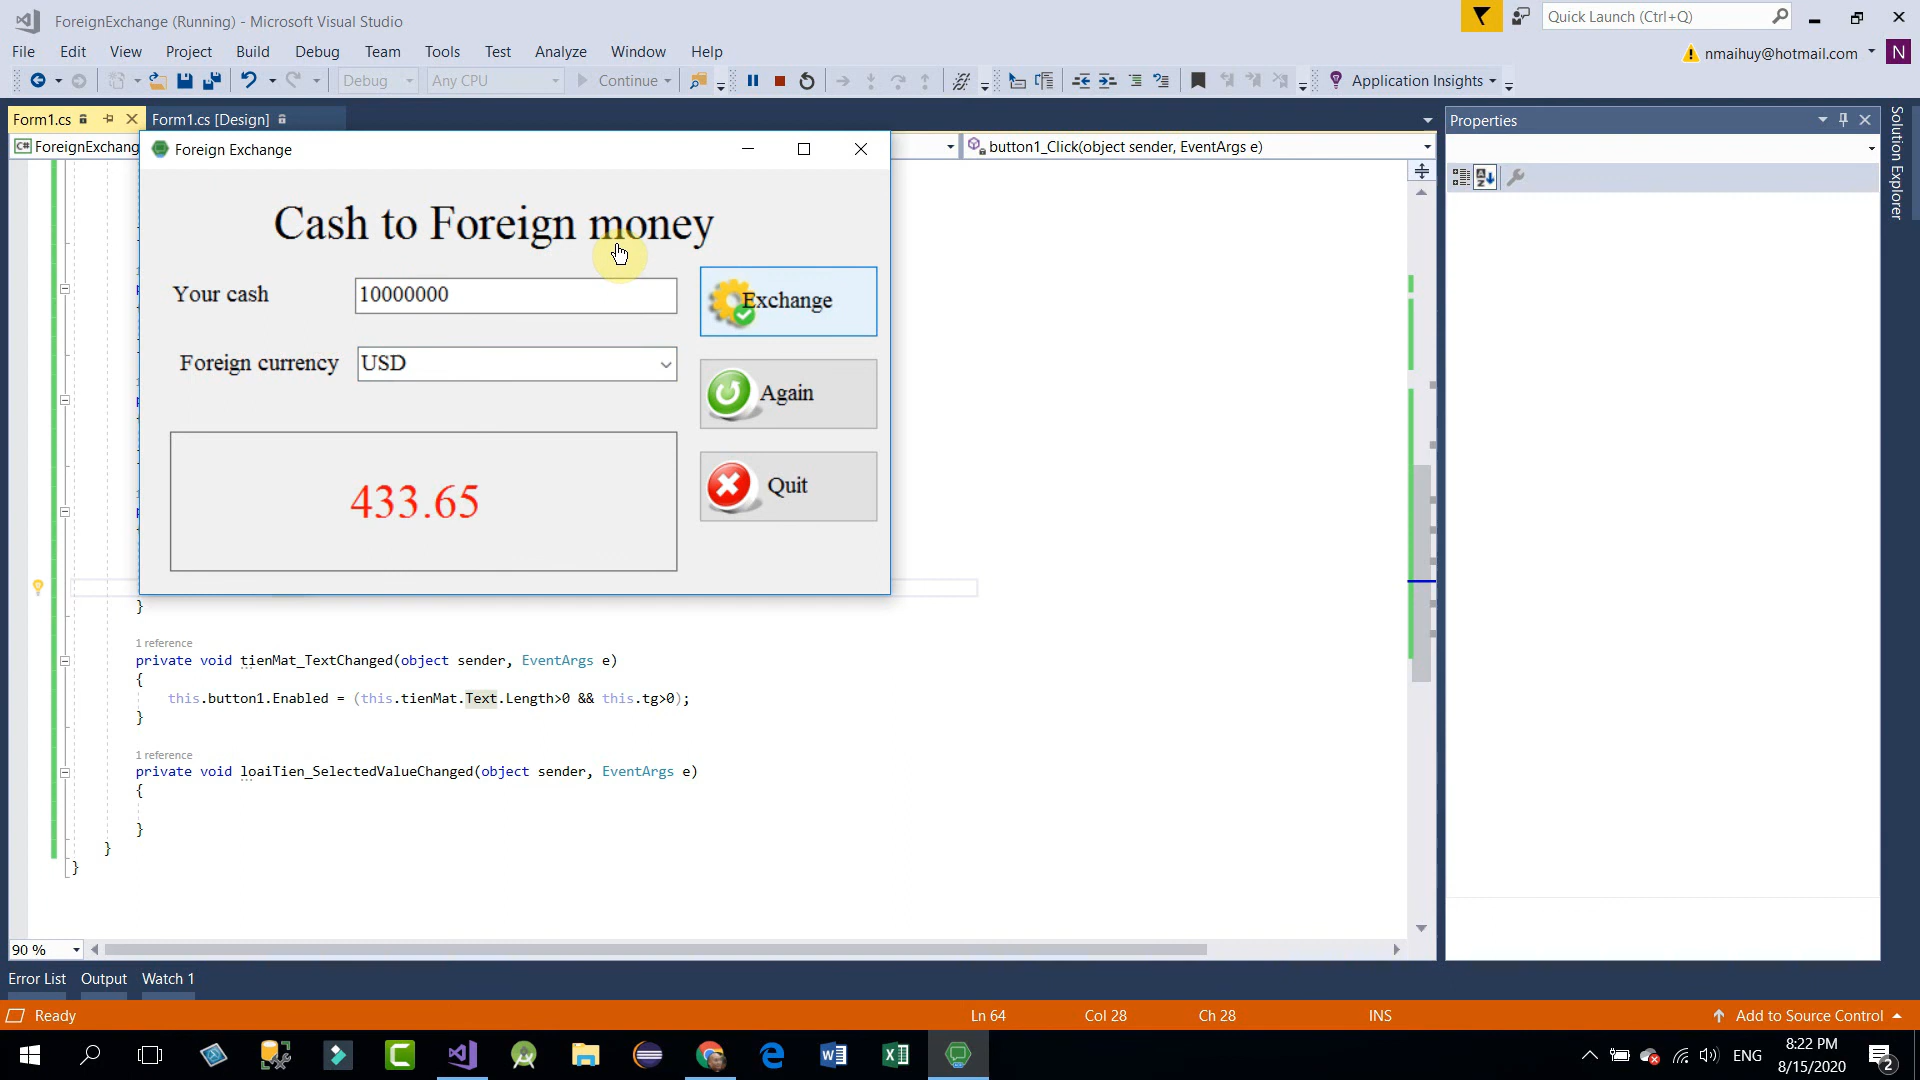 ForeignExchange (Running) - Microsoft Visual Studio
Quick Launch (Ctrl+Q)
File Edit View Project Build Debug Team Tools Test Analyze Window Help
nmaihuy@hotmail.com N
Debug Any CPU Continue Application Insights
Form1.cs Form1.cs [Design]
Properties
Solution Explorer
C# ForeignExchang
button1_Click(object sender, EventArgs e)
Foreign Exchange
Cash to Foreign money
Your cash 10000000 Exchange
Foreign currency USD
Again
Quit
433.65
}
1 reference
private void tienMat_TextChanged(object sender, EventArgs e)
{
this.button1.Enabled = (this.tienMat.Text.Length>0 && this.tg>0);
}
1 reference
private void loaiTien_SelectedValueChanged(object sender, EventArgs e)
{
}
}
}
90 %
Error List Output Watch 1
Ready Ln 64 Col 28 Ch 28 INS Add to Source Control
ENG
8:22 PM
8/15/2020
2